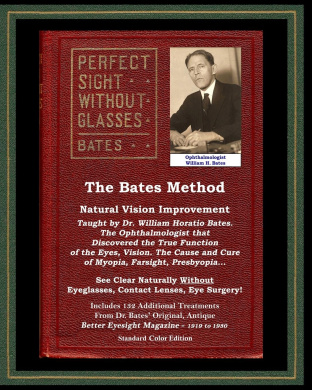 PERFECT
SIGHT
WITHOUT
GLASSES
BATES
Ophthalmologist
William H. Bates
The Bates Method
Natural Vision Improvement
Taught by Dr. William Horatio Bates.
The Ophthalmologist that
Discovered the True Function
of the Eyes, Vision. The Cause and Cure
of Myopia, Farsight, Presbyopia...
See Clear Naturally Without
Eyeglasses, Contact Lenses, Eye Surgery!
Includes 132 Additional Treatments
From Dr. Bates' Original, Antique
Better Eyesight Magazine - 1919 to 1930
Standard Color Edition